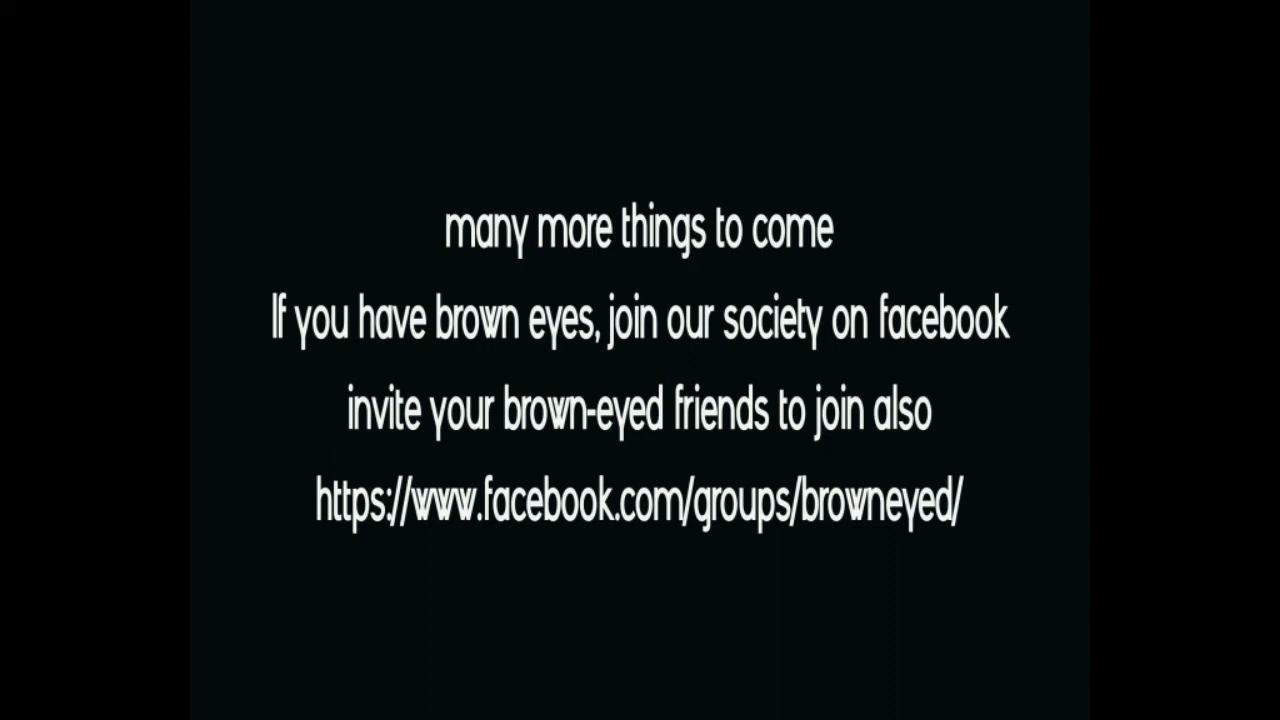 many more things to come
If you have brown eyes, join our society on facebook
invite your brown-eyed friends to join also
https://www.facebook.com/groups/browneyed/